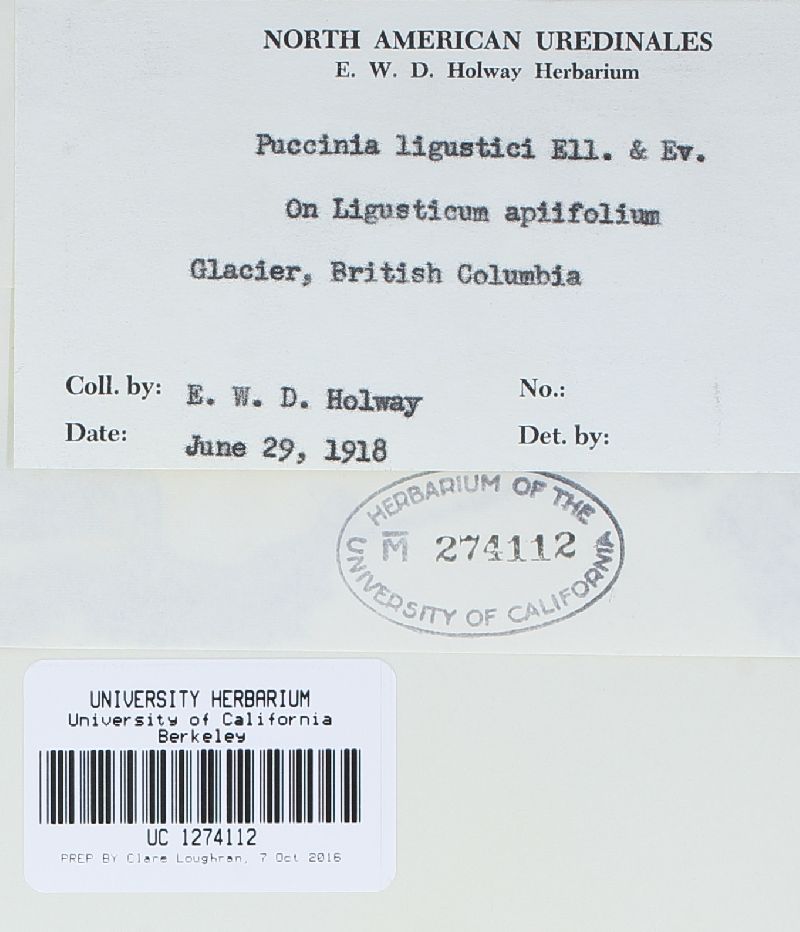 NORTH AMERICAN UREDINALES
E. W. D. Holway Herbarium
Puccinia ligustici Ell. & Ev.
On Ligusticum apiifolium
Glacier, British Columbia
Coll. by: E. W. D. Holway No.:
Date: June 29, 1918 Det. by:
HERBARIUM OF THE
M̅ 274112
UNIVERSITY OF CALIFORNIA
UNIVERSITY HERBARIUM
University of California
Berkeley
UC 1274112
PREP BY Clare Loughran, 7 Oct 2016